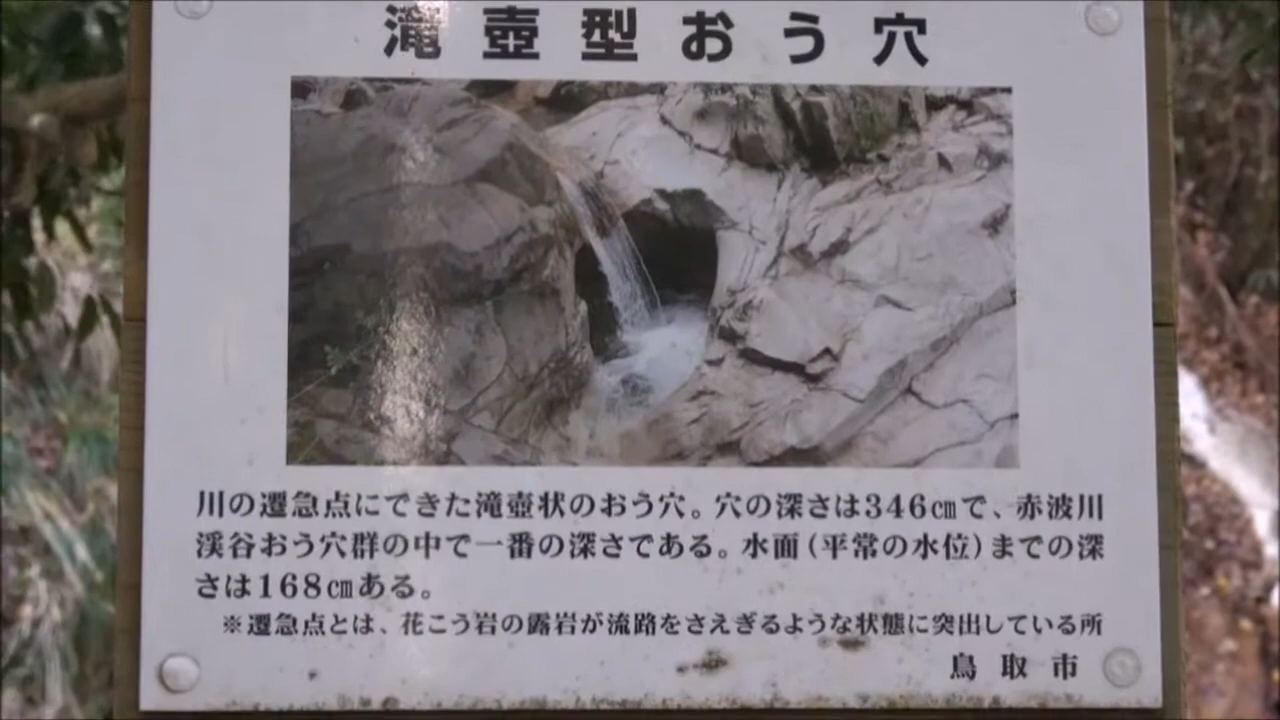 滝壺型おう穴
川の遷急点にできた滝壺状のおう穴。穴の深さは346㎝で、赤波川
渓谷おう穴群の中で一番の深さである。水面(平常の水位)までの深
さは168㎝ある。
※遷急点とは、花こう岩の露岩が流路をさえぎるような状態に突出している所
鳥取市